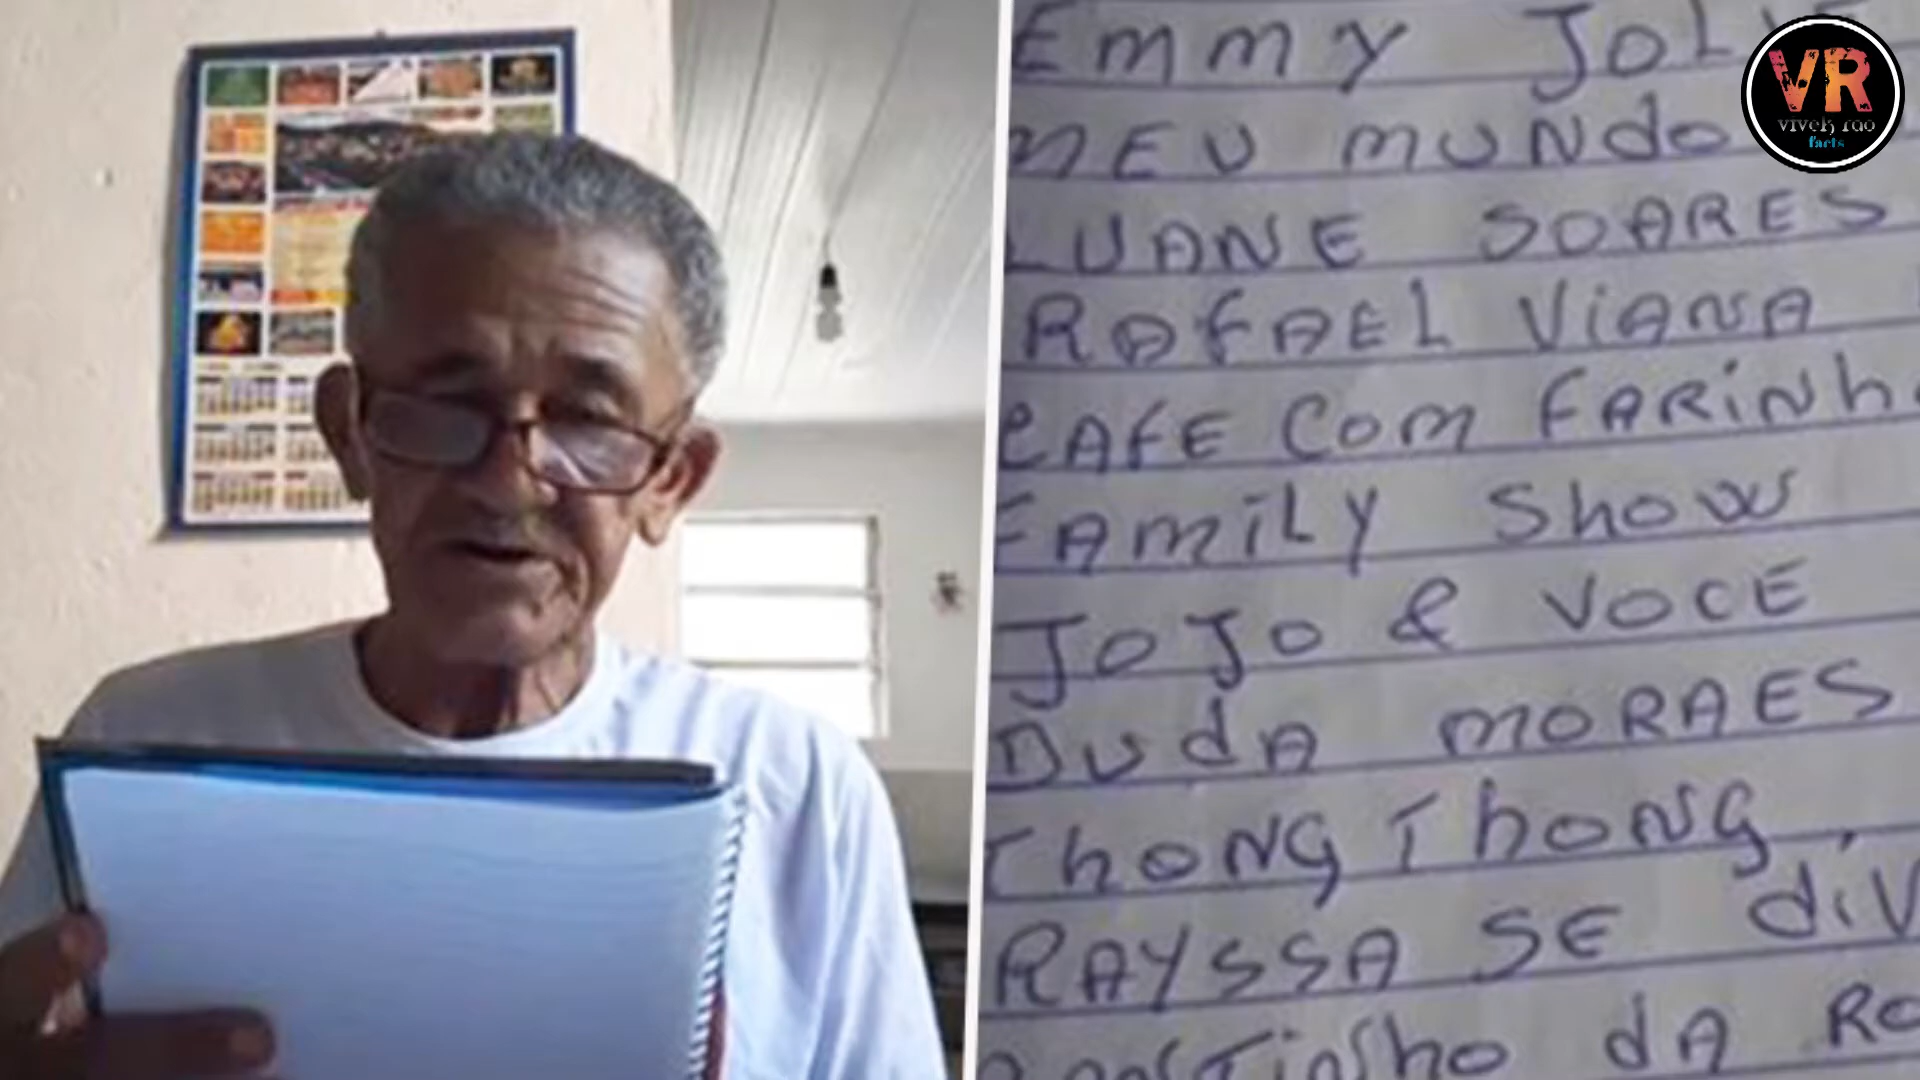 VR
vivek rao
facts
Emmy JOLIE
MEU MUNdo
LUANE SOARES
RAfAEL ViANA
CAfE Com fARiNh
FAMiLY Show
JoJo & VOCE
DudA MORAES
ThoNg Thong.
RAYSSA SE diV
dA Ro